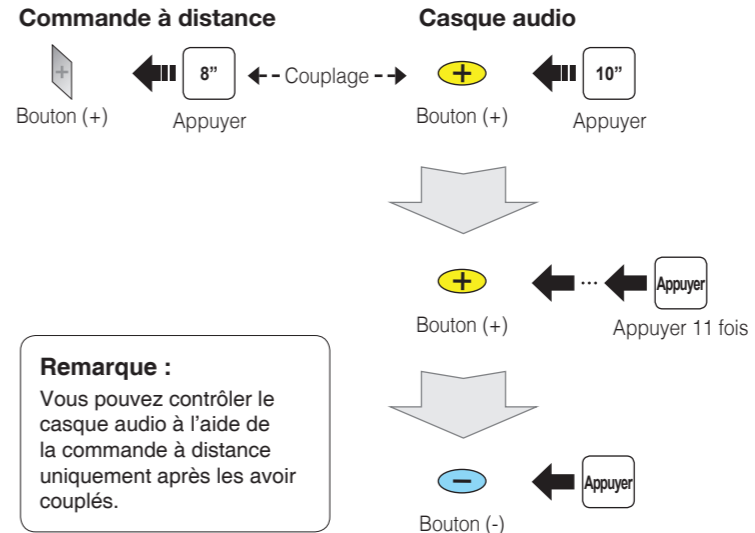 Commande à distance
Casque audio
+
8”
Couplage
+
10”
Bouton (+)
Appuyer
Bouton (+)
Appuyer
+
...
Appuyer
Bouton (+)
Appuyer 11 fois
Remarque :
Vous pouvez contrôler le
casque audio à l’aide de
la commande à distance
uniquement après les avoir
couplés.
−
Appuyer
Bouton (-)